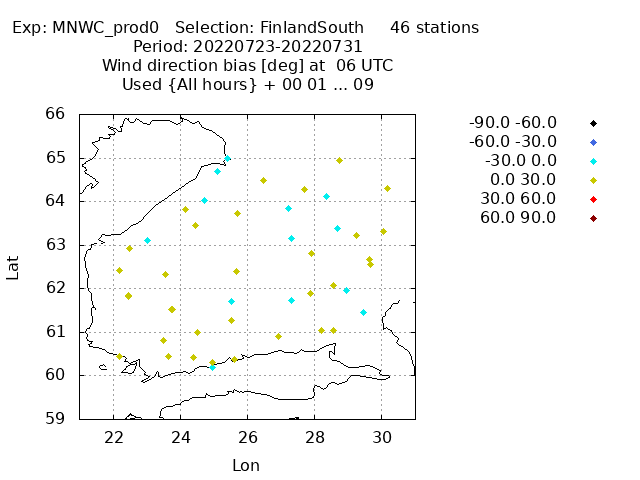 Exp: MNWC_prod0   Selection: FinlandSouth     46 stations
Period: 20220723-20220731
Wind direction bias [deg] at  06 UTC
Used {All hours} + 00 01 ... 09
-90.0 -60.0
-60.0 -30.0
-30.0 0.0
0.0 30.0
30.0 60.0
60.0 90.0
66
65
64
63
62
61
60
59
Lat
22 24 26 28 30
Lon